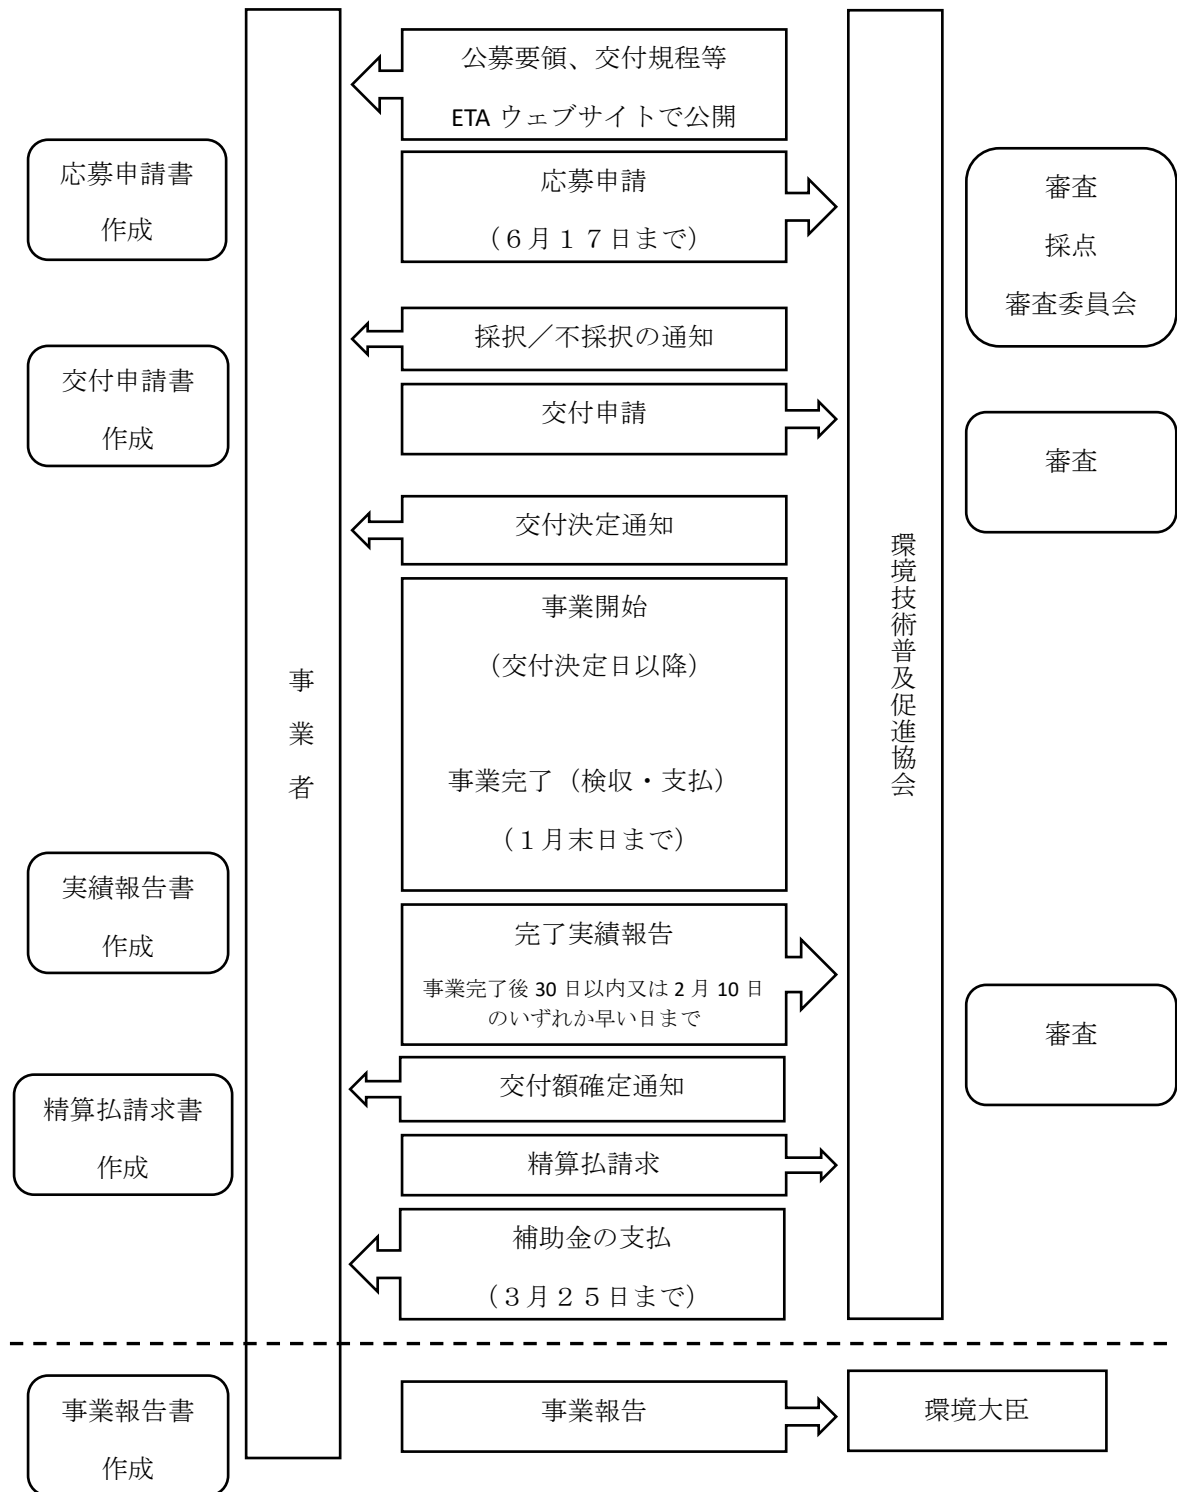 公募要領、交付規程等
ETA ウェブサイトで公開
応募申請書
作成
応募申請
（６月１７日まで）
審査
採点
審査委員会
採択／不採択の通知
交付申請書
作成
交付申請
審査
交付決定通知
事業者
環境技術普及促進協会
事業開始
（交付決定日以降）
事業完了（検収・支払）
（１月末日まで）
実績報告書
作成
完了実績報告
事業完了後 30 日以内又は 2 月 10 日
のいずれか早い日まで
審査
交付額確定通知
精算払請求書
作成
精算払請求
補助金の支払
（３月２５日まで）
事業報告書
作成
事業報告
環境大臣